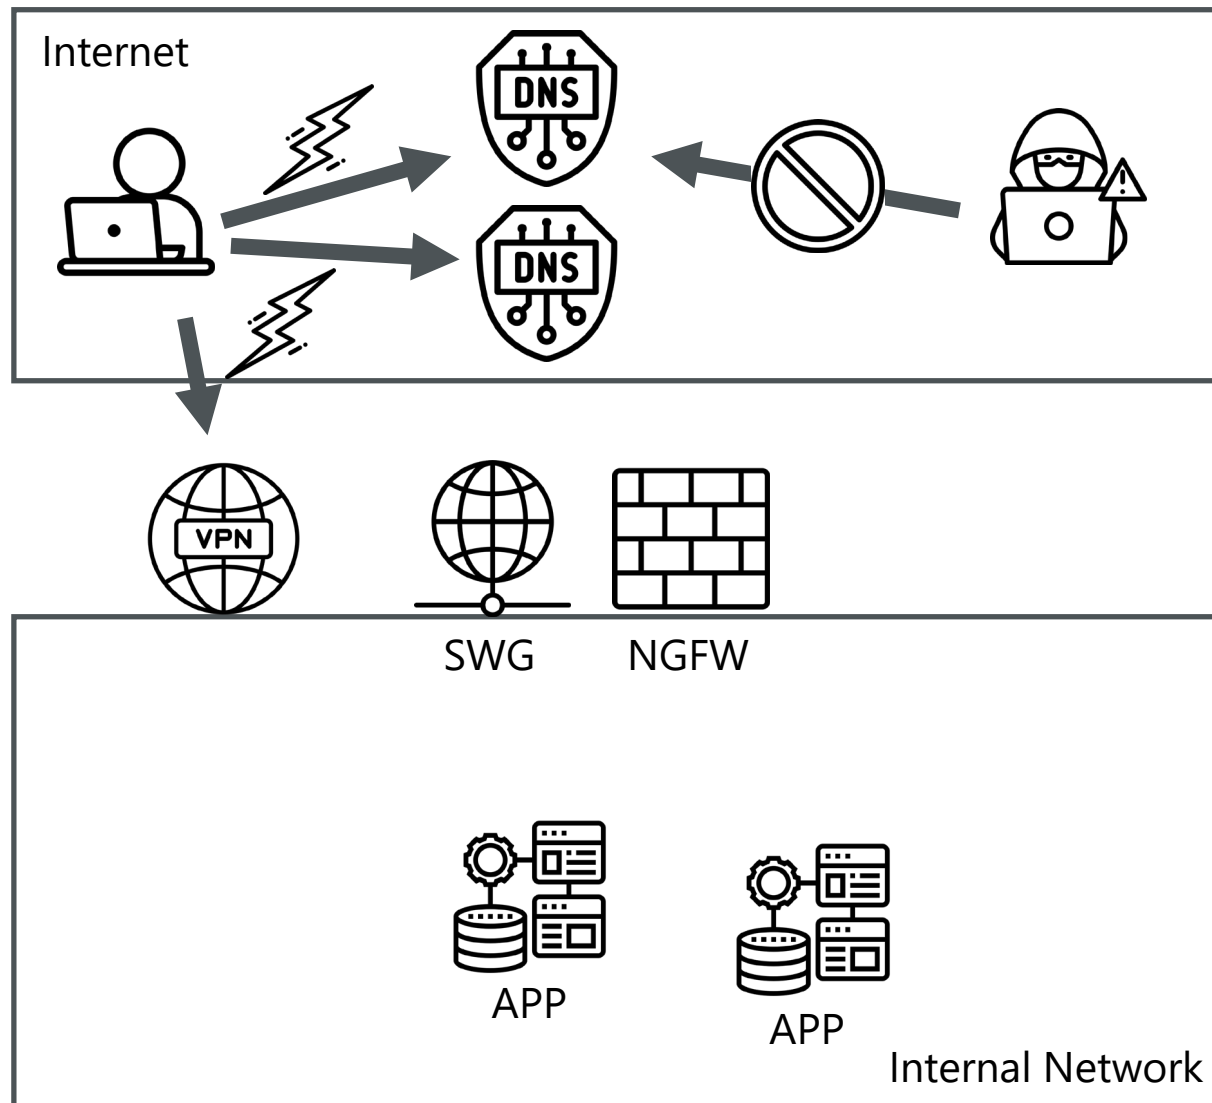 Internet
DNS
DNS
VPN
SWG
NGFW
APP
APP
Internal Network